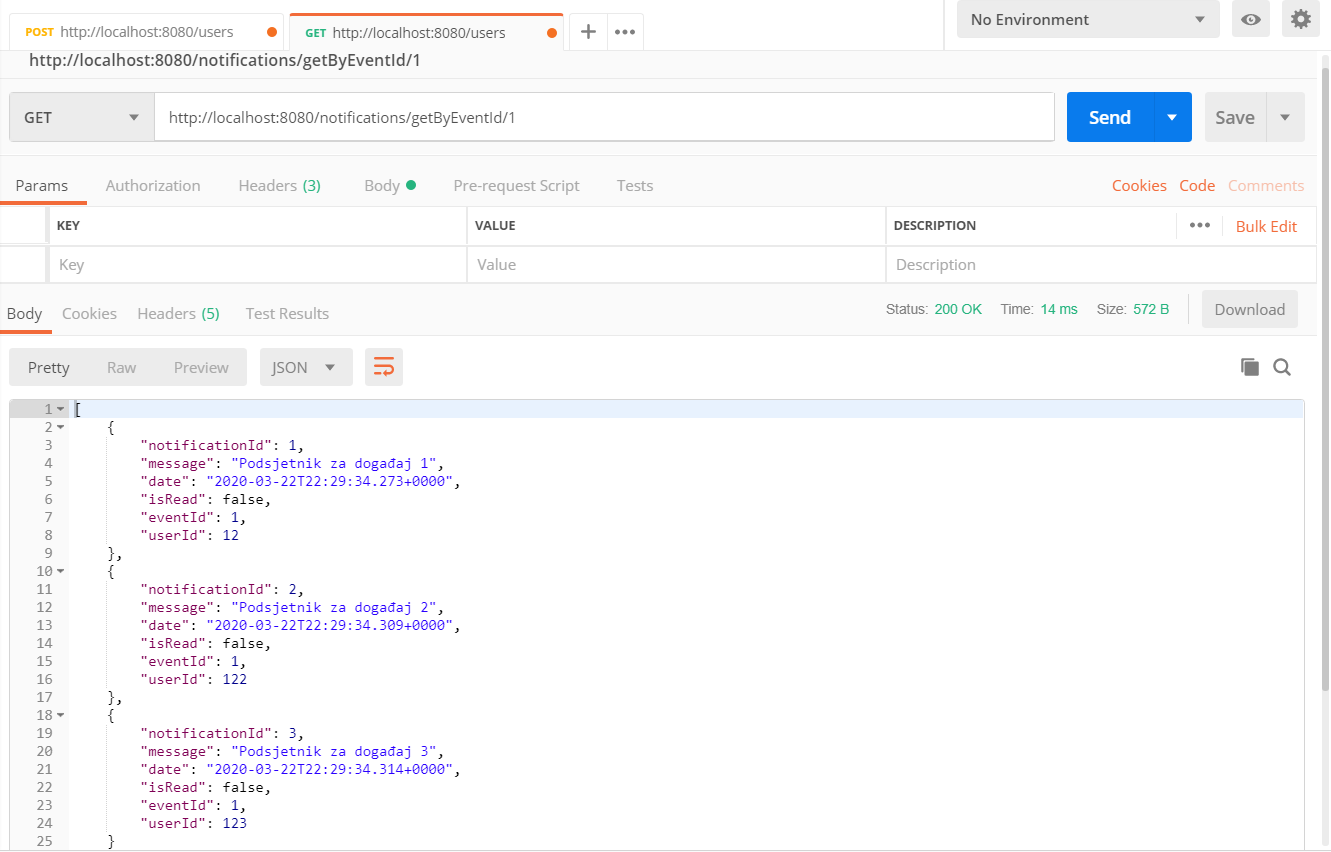 POST http://localhost:8080/users
GET http://localhost:8080/users
No Environment
http://localhost:8080/notifications/getByEventId/1
GET http://localhost:8080/notifications/getByEventId/1 Send Save
Params Authorization Headers (3) Body Pre-request Script Tests Cookies Code Comments
KEY VALUE DESCRIPTION Bulk Edit
Key Value Description
Body Cookies Headers (5) Test Results Status: 200 OK Time: 14 ms Size: 572 B Download
Pretty Raw Preview JSON
1 [
2 {
3 "notificationId": 1,
4 "message": "Podsjetnik za događaj 1",
5 "date": "2020-03-22T22:29:34.273+0000",
6 "isRead": false,
7 "eventId": 1,
8 "userId": 12
9 },
10 {
11 "notificationId": 2,
12 "message": "Podsjetnik za događaj 2",
13 "date": "2020-03-22T22:29:34.309+0000",
14 "isRead": false,
15 "eventId": 1,
16 "userId": 122
17 },
18 {
19 "notificationId": 3,
20 "message": "Podsjetnik za događaj 3",
21 "date": "2020-03-22T22:29:34.314+0000",
22 "isRead": false,
23 "eventId": 1,
24 "userId": 123
25 }